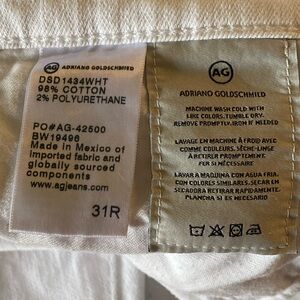 AG ADRIANO GOLDSCHMIED
DSD1434WHT
98% COTTON
2% POLYURETHANE
PO#AG-42500
BW19496
Made in Mexico of
imported fabric and
globally sourced
components
www.agjeans.com
31R
AG
ADRIANO GOLDSCHMIED
MACHINE WASH COLD WITH
LIKE COLORS. TUMBLE DRY.
REMOVE PROMPTLY. IRON IF NEEDED
LAVAGE EN MACHINE À FROID AVEC
COMME COULEURS. SÈCHE-LINGE
À RETIRER PROMPTEMENT. FER
SI NÉCESSAIRE
LAVAR A MAQUINA CON AGUA FRIA.
CON COLORES SIMILARES. SECAR EN
SECADORA RETIRAR RAPIDAMENTE.
PLANCHA SI ES NECESARIO